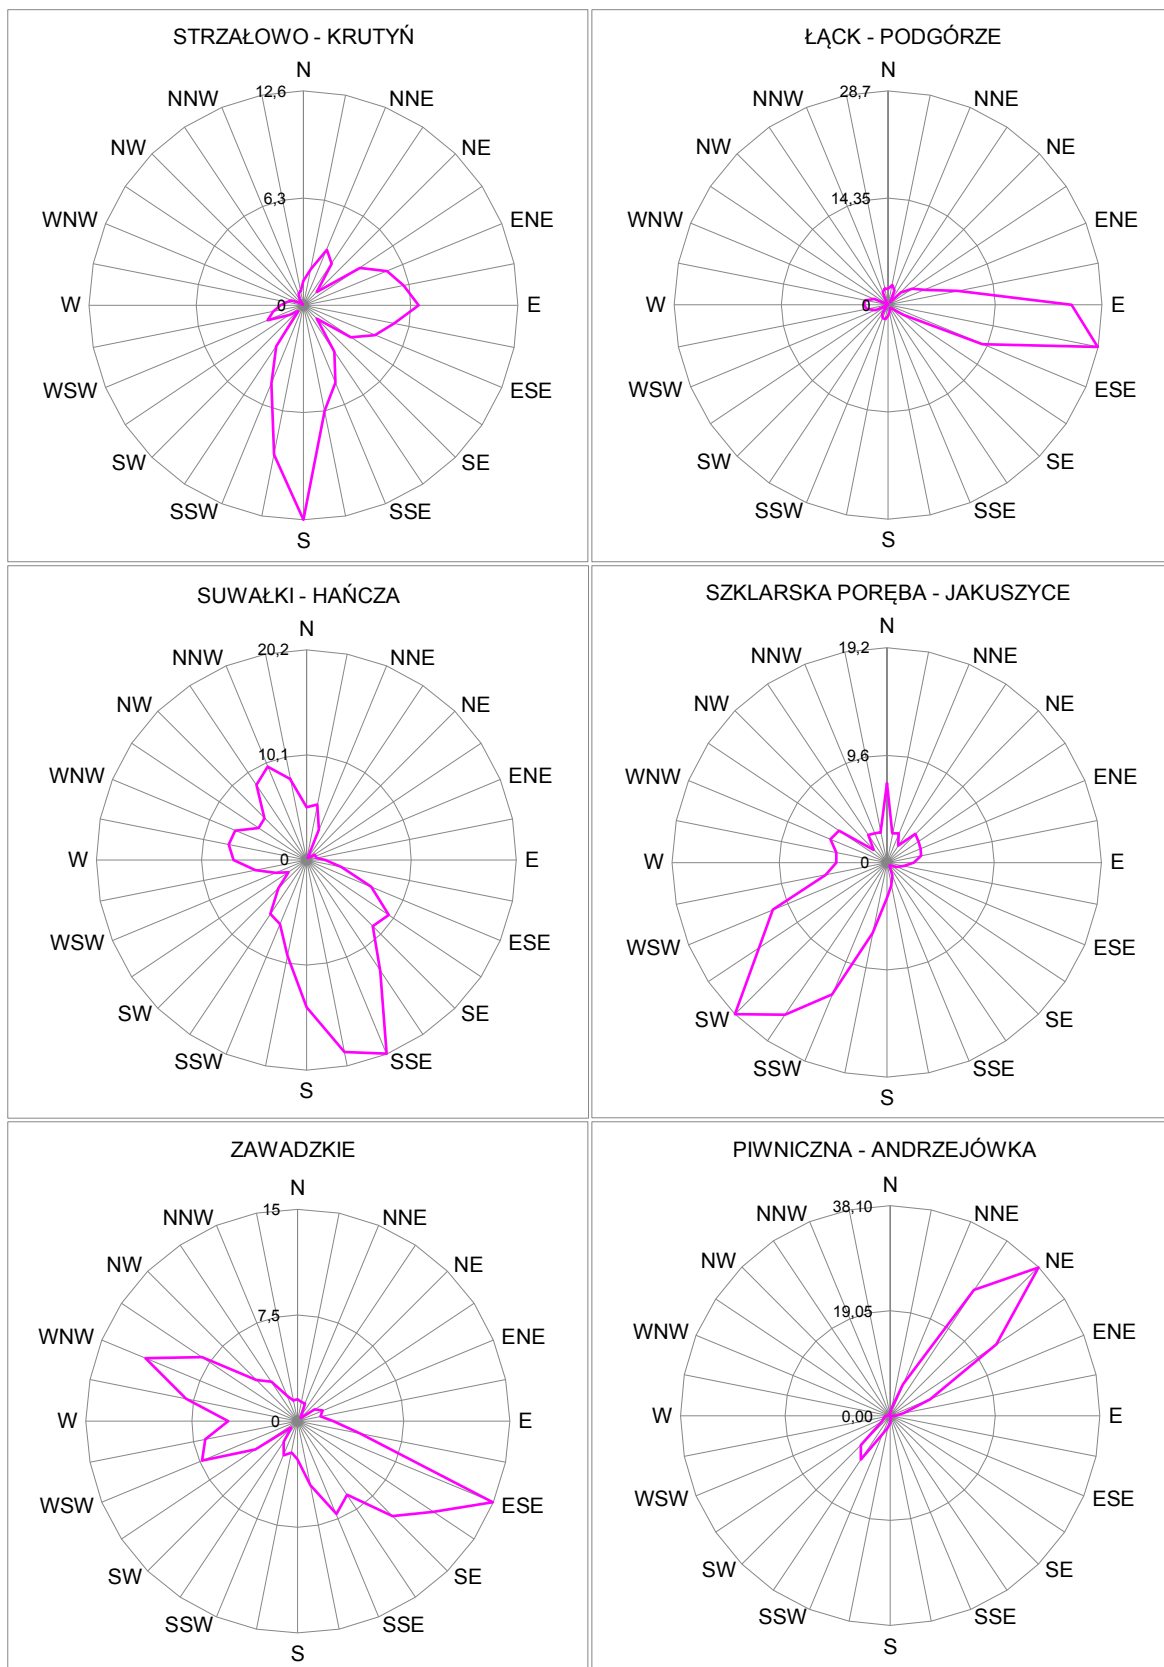 STRZAŁOWO - KRUTYŃ
N
12,6
NNW
NNE
NW
NE
6,3
WNW
ENE
W
0
E
WSW
ESE
SW
SE
SSW
SSE
S
ŁĄCK - PODGÓRZE
N
28,7
NNW
NNE
NW
NE
14,35
WNW
ENE
W
0
E
WSW
ESE
SW
SE
SSW
SSE
S
SUWAŁKI - HAŃCZA
N
20,2
NNW
NNE
NW
NE
10,1
WNW
ENE
W
0
E
WSW
ESE
SW
SE
SSW
SSE
S
SZKLARSKA PORĘBA - JAKUSZYCE
N
19,2
NNW
NNE
NW
NE
9,6
WNW
ENE
W
0
E
WSW
ESE
SW
SE
SSW
SSE
S
ZAWADZKIE
N
15
NNW
NNE
NW
NE
7,5
WNW
ENE
W
0
E
WSW
ESE
SW
SE
SSW
SSE
S
PIWNICZNA - ANDRZEJÓWKA
N
38,10
NNW
NNE
NW
NE
19,05
WNW
ENE
W
0,00
E
WSW
ESE
SW
SE
SSW
SSE
S